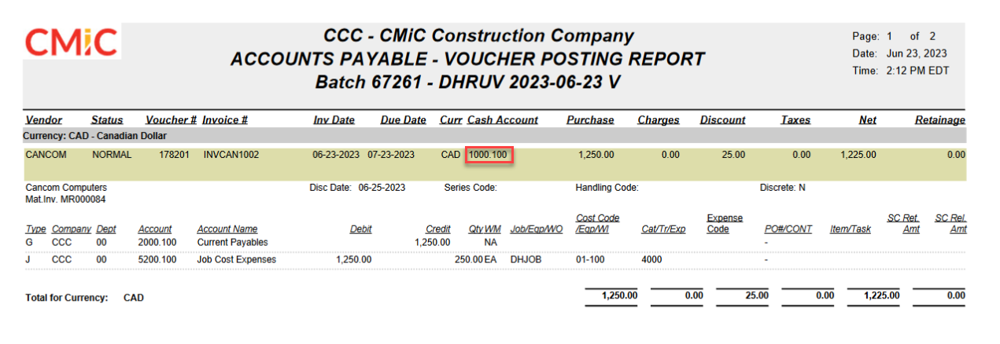 CMiC
CCC - CMiC Construction Company
ACCOUNTS PAYABLE - VOUCHER POSTING REPORT
Batch 67261 - DHRUV 2023-06-23 V
Page: 1 of 2
Date: Jun 23, 2023
Time: 2:12 PM EDT
Vendor Status Voucher # Invoice # Inv Date Due Date Curr Cash Account Purchase Charges Discount Taxes Net Retainage
Currency: CAD - Canadian Dollar
CANCOM NORMAL 178201 INVCAN1002 06-23-2023 07-23-2023 CAD 1000.100 1,250.00 0.00 25.00 0.00 1,225.00 0.00
Cancom Computers Disc Date: 06-25-2023 Series Code: Handling Code: Discrete: N
Mat.Inv. MR000084
Type Company Dept Account Account Name Debit Credit Qty WM Job/Eqp/WO Cost Code /Eqp/WI Cat/Tr/Exp Expense Code PO#/CONT Item/Task SC Ret. Amt SC Rel. Amt
G CCC 00 2000.100 Current Payables 1,250.00 NA -
J CCC 00 5200.100 Job Cost Expenses 1,250.00 250.00 EA DHJOB 01-100 4000 -
Total for Currency: CAD 1,250.00 0.00 25.00 0.00 1,225.00 0.00